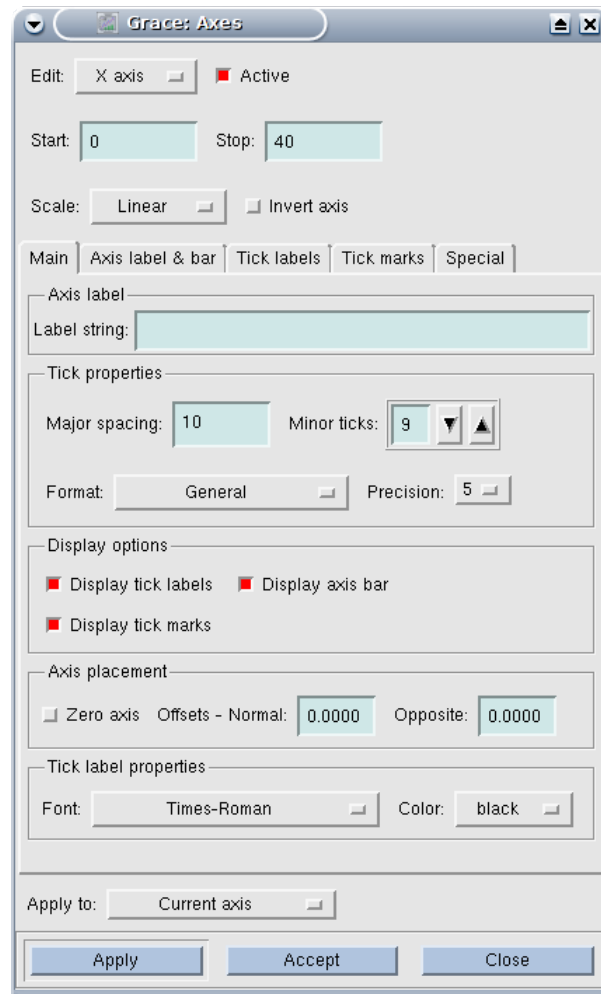 Grace: Axes
Edit: X axis Active
Start: 0 Stop: 40
Scale: Linear Invert axis
Main Axis label & bar Tick labels Tick marks Special
Axis label
Label string:
Tick properties
Major spacing: 10 Minor ticks: 9
Format: General Precision: 5
Display options
Display tick labels Display axis bar
Display tick marks
Axis placement
Zero axis Offsets - Normal: 0.0000 Opposite: 0.0000
Tick label properties
Font: Times-Roman Color: black
Apply to: Current axis
Apply Accept Close